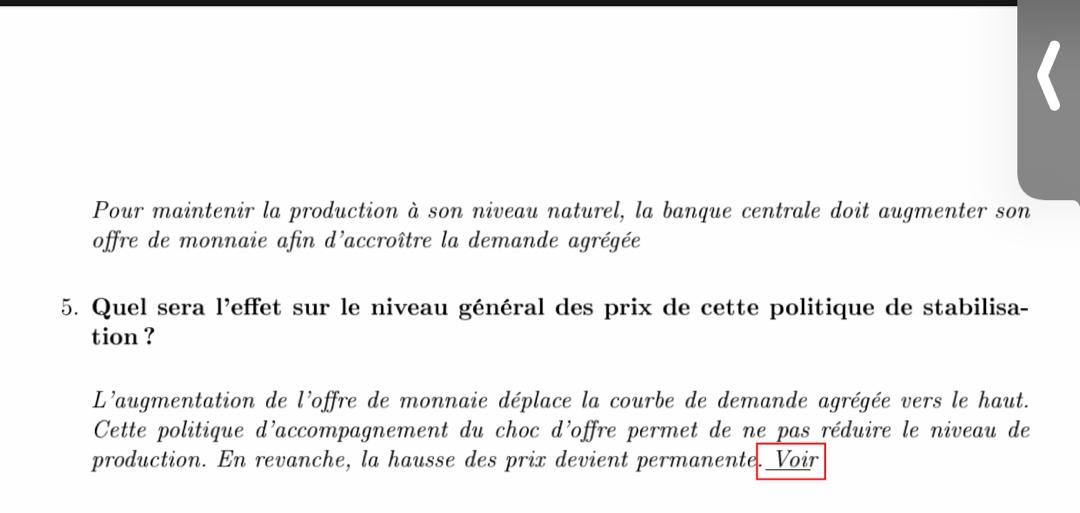 Pour maintenir la production à son niveau naturel, la banque centrale doit augmenter son
offre de monnaie afin d'accroître la demande agrégée
5. Quel sera l'effet sur le niveau général des prix de cette politique de stabilisa-
tion ?
L'augmentation de l'offre de monnaie déplace la courbe de demande agrégée vers le haut.
Cette politique d'accompagnement du choc d'offre permet de ne pas réduire le niveau de
production. En revanche, la hausse des prix devient permanente. Voir